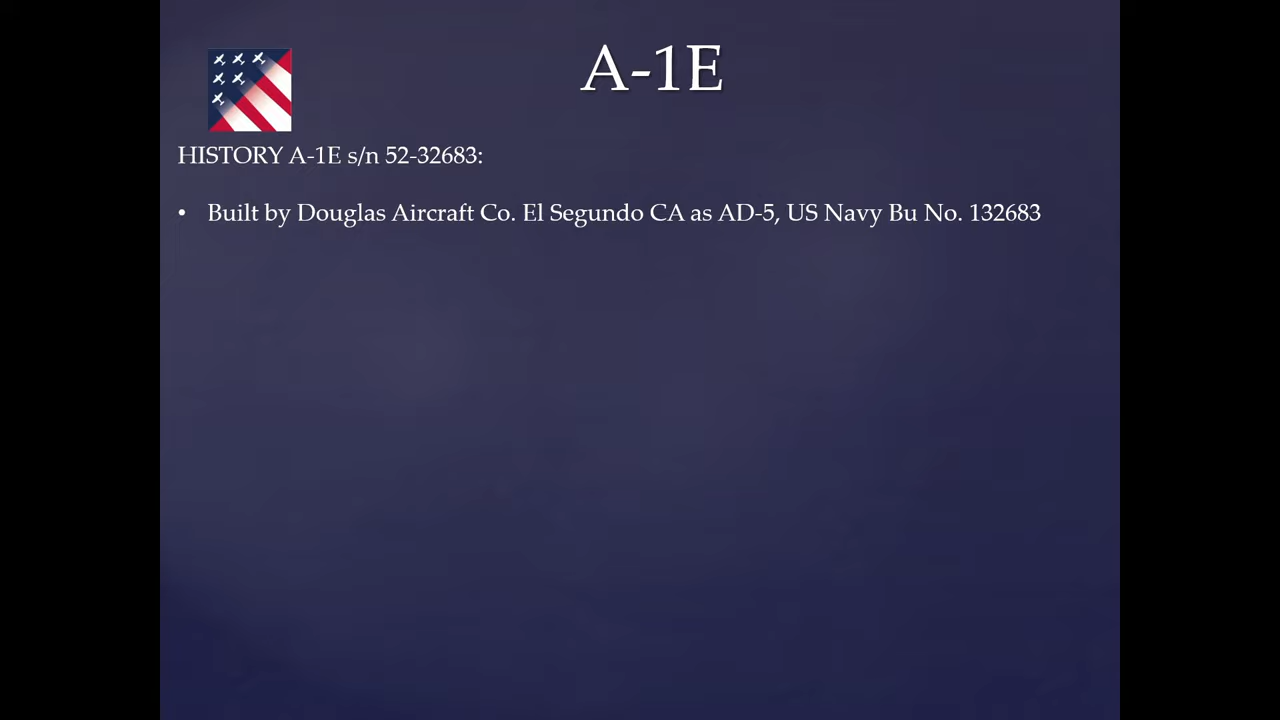 A-1E
HISTORY A-1E s/n 52-32683:
• Built by Douglas Aircraft Co. El Segundo CA as AD-5, US Navy Bu No. 132683